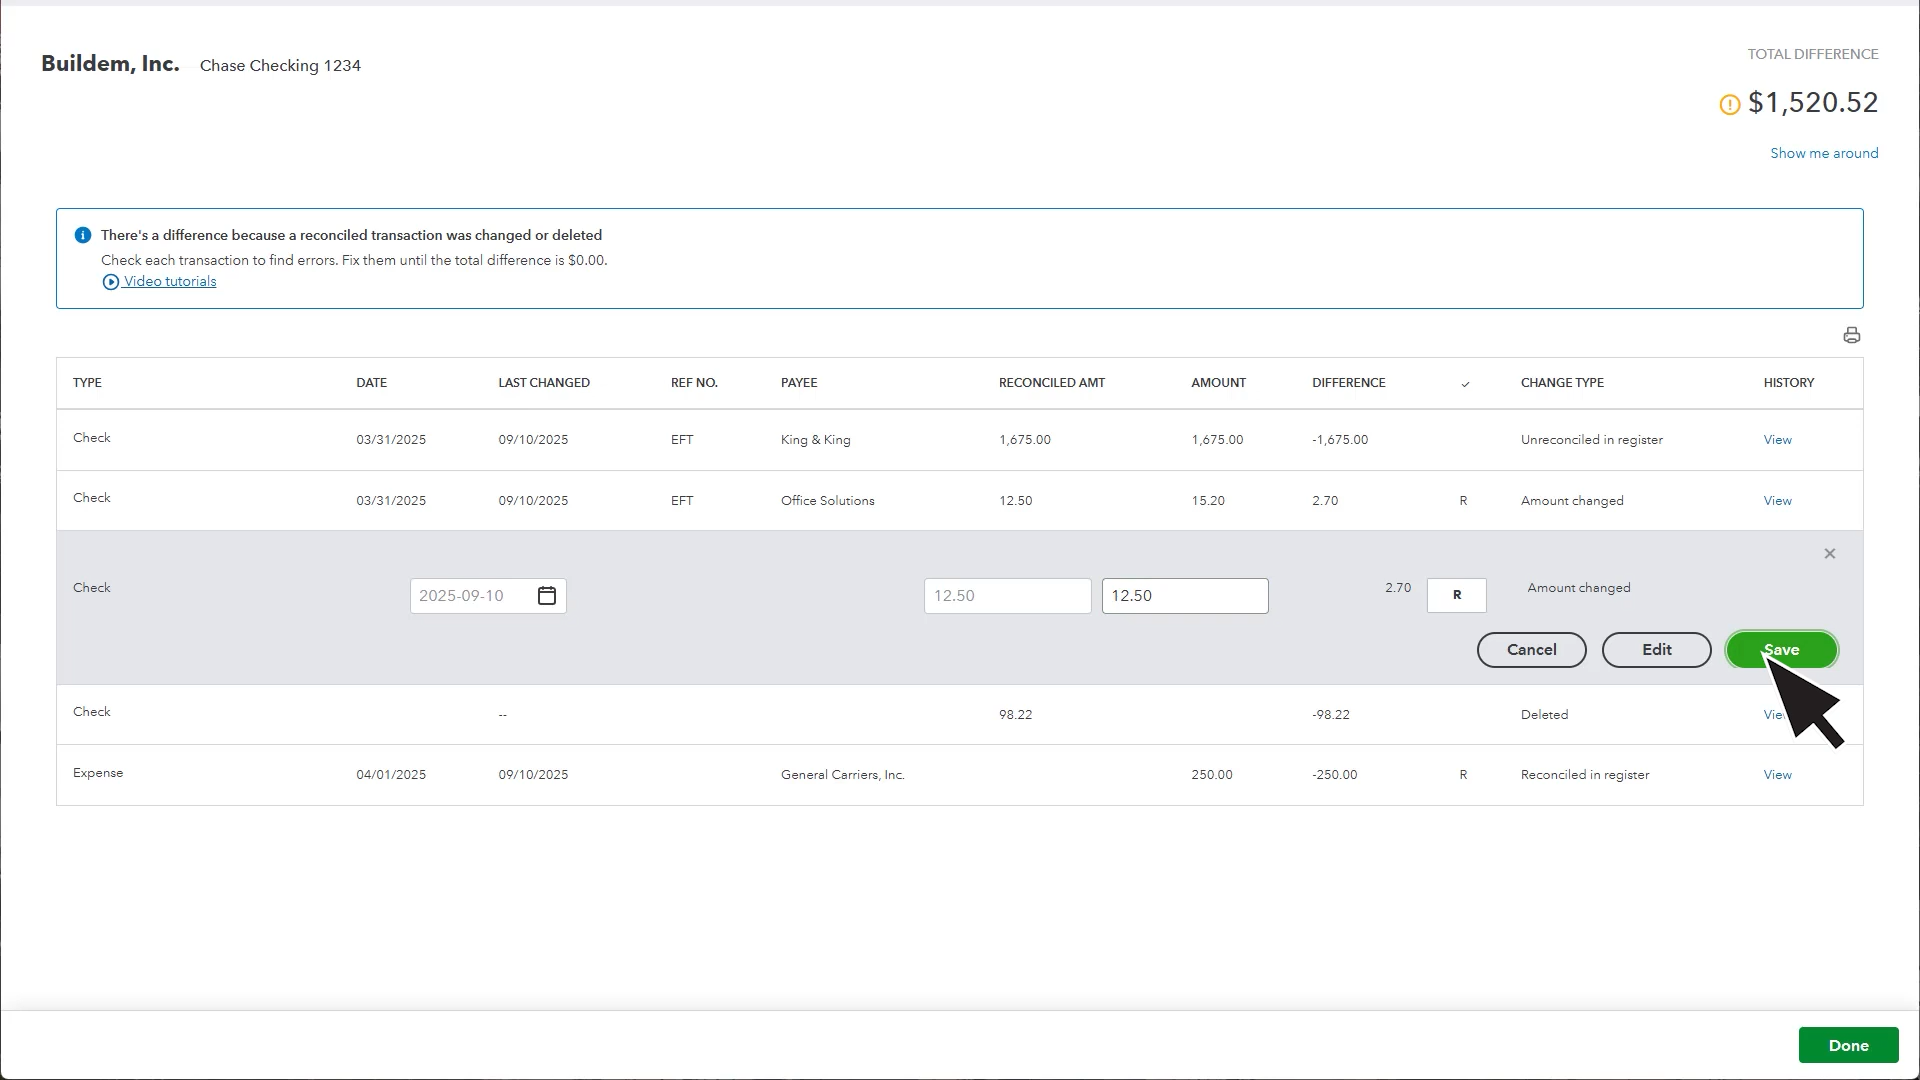 Buildem, Inc. Chase Checking 1234
TOTAL DIFFERENCE
$1,520.52
Show me around
There's a difference because a reconciled transaction was changed or deleted
Check each transaction to find errors. Fix them until the total difference is $0.00.
Video tutorials
TYPE DATE LAST CHANGED REF NO. PAYEE RECONCILED AMT AMOUNT DIFFERENCE ✓ CHANGE TYPE HISTORY
Check 03/31/2025 09/10/2025 EFT King & King 1,675.00 1,675.00 -1,675.00 Unreconciled in register View
Check 03/31/2025 09/10/2025 EFT Office Solutions 12.50 15.20 2.70 R Amount changed View
Check 2025-09-10 12.50 12.50 2.70 R Amount changed
Cancel Edit Save
Check -- 98.22 -98.22 Deleted View
Expense 04/01/2025 09/10/2025 General Carriers, Inc. 250.00 -250.00 R Reconciled in register View
Done